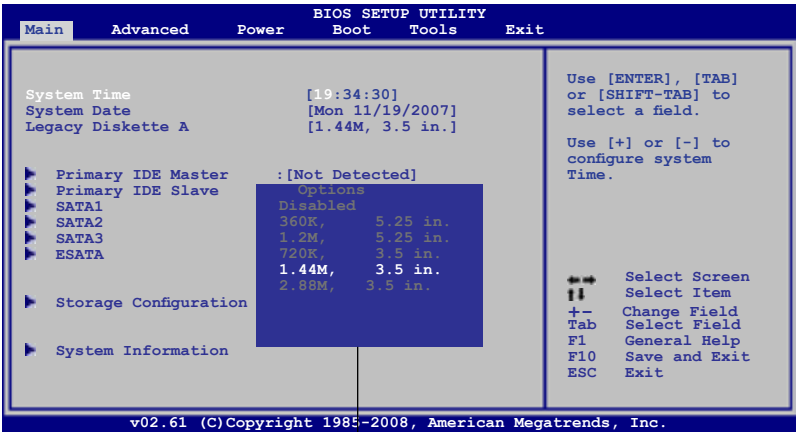 BIOS SETUP UTILITY
Main Advanced Power Boot Tools Exit
System Time [19:34:30]
System Date [Mon 11/19/2007]
Legacy Diskette A [1.44M, 3.5 in.]
Primary IDE Master :[Not Detected]
Primary IDE Slave
SATA1
SATA2
SATA3
ESATA
Storage Configuration
System Information
Options
Disabled
360K, 5.25 in.
1.2M, 5.25 in.
720K, 3.5 in.
1.44M, 3.5 in.
2.88M, 3.5 in.
Use [ENTER], [TAB]
or [SHIFT-TAB] to
select a field.
Use [+] or [-] to
configure system
Time.
Select Screen
Select Item
+- Change Field
Tab Select Field
F1 General Help
F10 Save and Exit
ESC Exit
v02.61 (C)Copyright 1985-2008, American Megatrends, Inc.